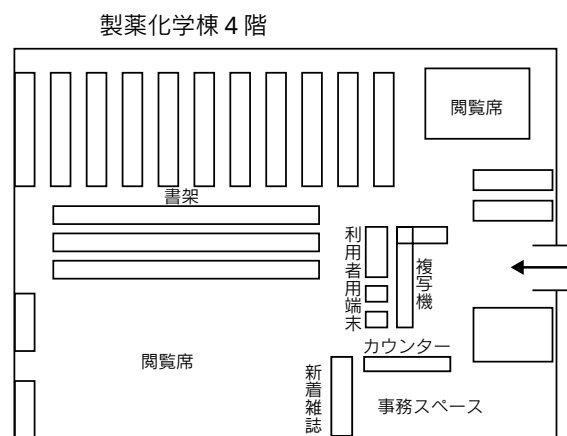 製薬化学棟４階
閲覧席
書架
利用者用端末
複写機
カウンター
閲覧席
新着雑誌
事務スペース